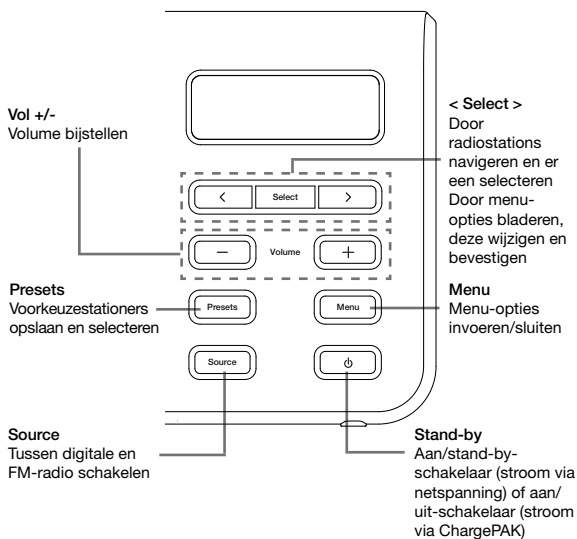 Vol +/-
Volume bijstellen
< Select >
Door
radiostations
navigeren en er
een selecteren
Door menu-
opties bladeren,
deze wijzigen en
bevestigen
< Select >
− Volume +
Presets
Voorkeuzestationers
opslaan en selecteren
Presets
Menu
Menu
Menu-opties
invoeren/sluiten
Source
Source
Tussen digitale en
FM-radio schakelen
Stand-by
Aan/stand-by-
schakelaar (stroom via
netspanning) of aan/
uit-schakelaar (stroom
via ChargePAK)